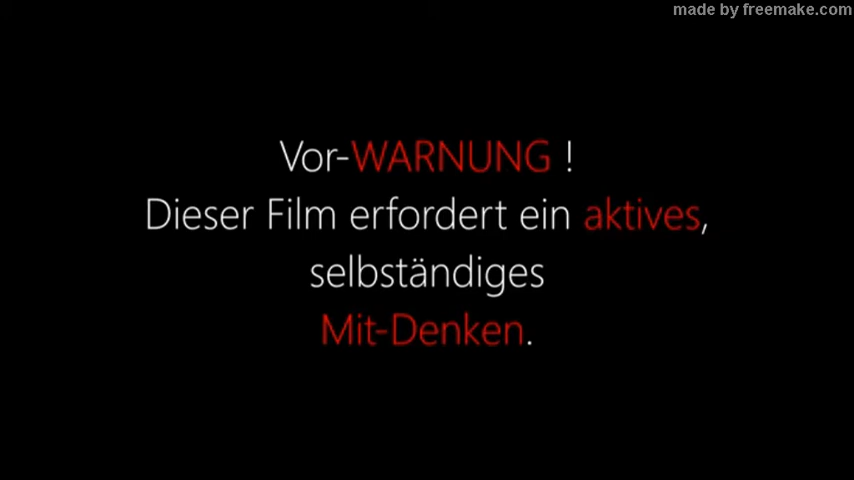 made by freemake.com
Vor-WARNUNG !
Dieser Film erfordert ein aktives,
selbständiges
Mit-Denken.